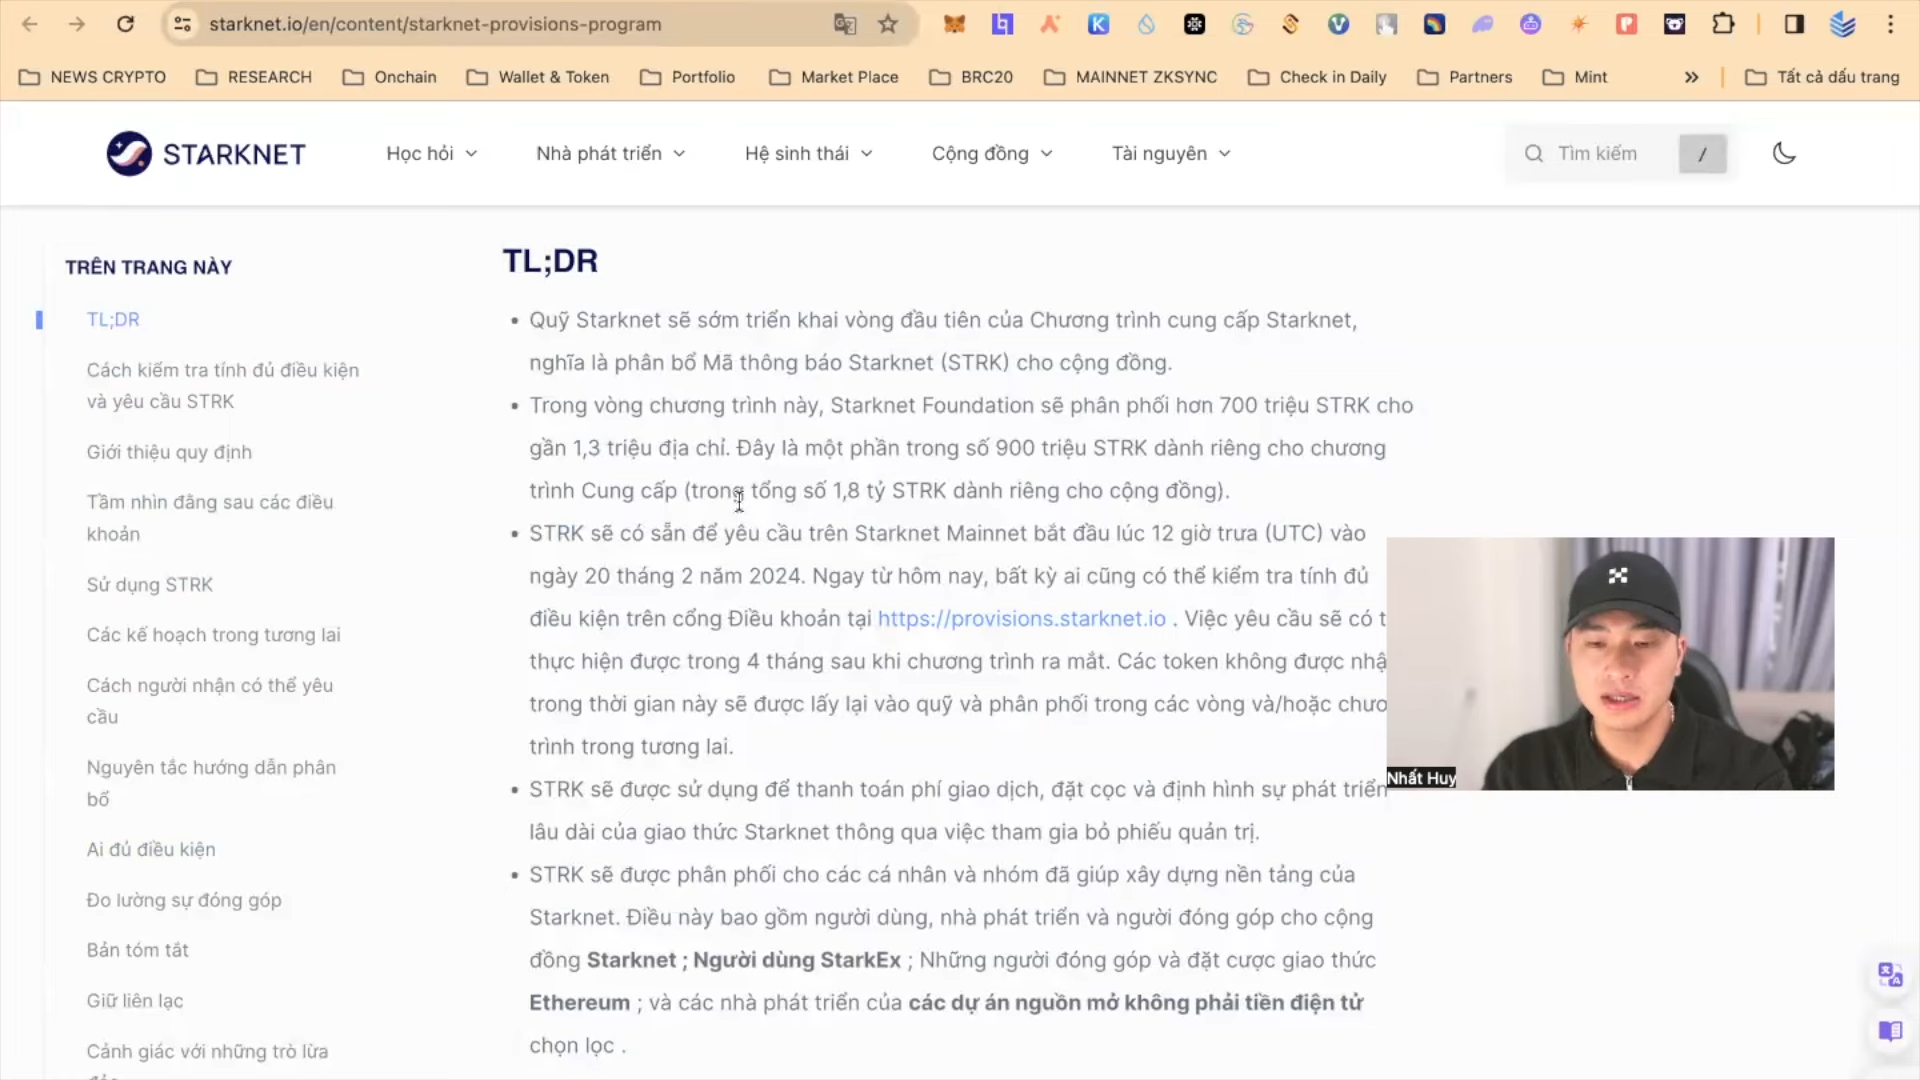 starknet.io/en/content/starknet-provisions-program
NEWS CRYPTO
RESEARCH
Onchain
Wallet & Token
Portfolio
Market Place
BRC20
MAINNET ZKSYNC
Check in Daily
Partners
Mint
Tất cả dấu trang
STARKNET
Học hỏi
Nhà phát triển
Hệ sinh thái
Cộng đồng
Tài nguyên
Tìm kiếm
/
TRÊN TRANG NÀY
TL;DR
Cách kiểm tra tính đủ điều kiện
và yêu cầu STRK
Giới thiệu quy định
Tầm nhìn đằng sau các điều
khoản
Sử dụng STRK
Các kế hoạch trong tương lai
Cách người nhận có thể yêu
cầu
Nguyên tắc hướng dẫn phân
bổ
Ai đủ điều kiện
Đo lường sự đóng góp
Bản tóm tắt
Giữ liên lạc
Cảnh giác với những trò lừa
TL;DR
• Quỹ Starknet sẽ sớm triển khai vòng đầu tiên của Chương trình cung cấp Starknet,
nghĩa là phân bổ Mã thông báo Starknet (STRK) cho cộng đồng.
• Trong vòng chương trình này, Starknet Foundation sẽ phân phối hơn 700 triệu STRK cho
gần 1,3 triệu địa chỉ. Đây là một phần trong số 900 triệu STRK dành riêng cho chương
trình Cung cấp (trong tổng số 1,8 tỷ STRK dành riêng cho cộng đồng).
• STRK sẽ có sẵn để yêu cầu trên Starknet Mainnet bắt đầu lúc 12 giờ trưa (UTC) vào
ngày 20 tháng 2 năm 2024. Ngay từ hôm nay, bất kỳ ai cũng có thể kiểm tra tính đủ
điều kiện trên cổng Điều khoản tại https://provisions.starknet.io . Việc yêu cầu sẽ có t
thực hiện được trong 4 tháng sau khi chương trình ra mắt. Các token không được nhậ
trong thời gian này sẽ được lấy lại vào quỹ và phân phối trong các vòng và/hoặc chươ
trình trong tương lai.
• STRK sẽ được sử dụng để thanh toán phí giao dịch, đặt cọc và định hình sự phát triển
lâu dài của giao thức Starknet thông qua việc tham gia bỏ phiếu quản trị.
• STRK sẽ được phân phối cho các cá nhân và nhóm đã giúp xây dựng nền tảng của
Starknet. Điều này bao gồm người dùng, nhà phát triển và người đóng góp cho cộng
đồng Starknet ; Người dùng StarkEx ; Những người đóng góp và đặt cược giao thức
Ethereum ; và các nhà phát triển của các dự án nguồn mở không phải tiền điện tử
chọn lọc .
Nhất Huy